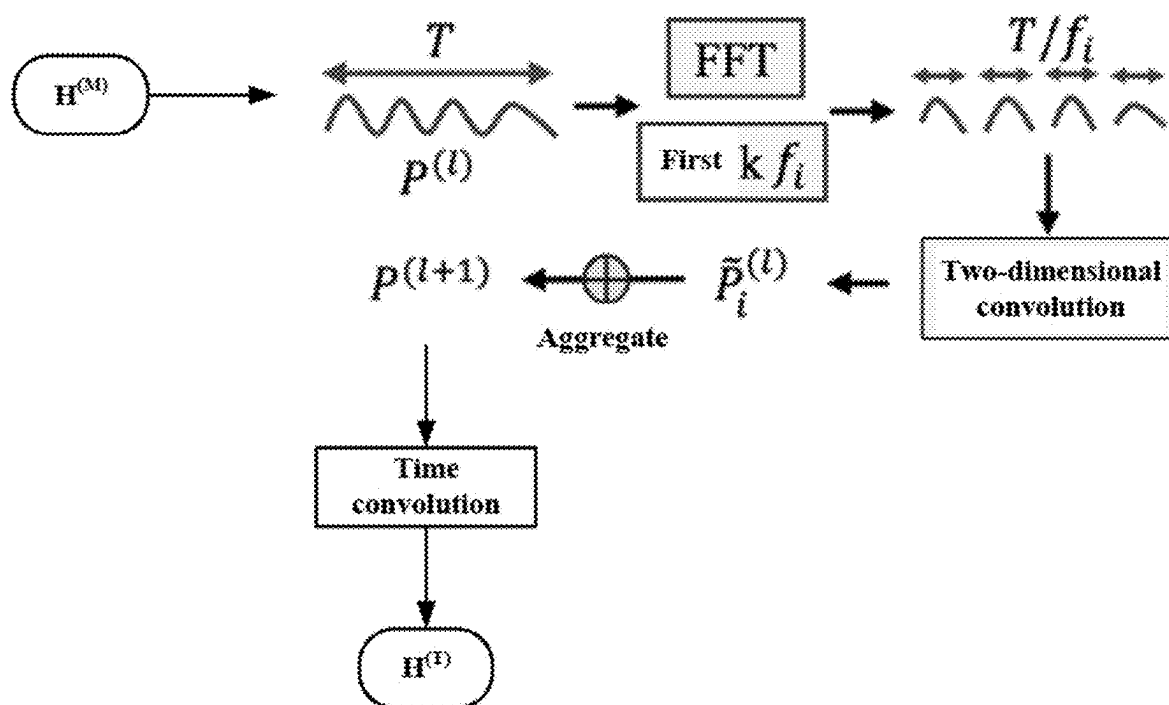 H^(M)
T
P^(l)
FFT
First k f_i
T/f_i
Two-dimensional
convolution
P̃_i^(l)
Aggregate
P^(l+1)
Time
convolution
H^(T)